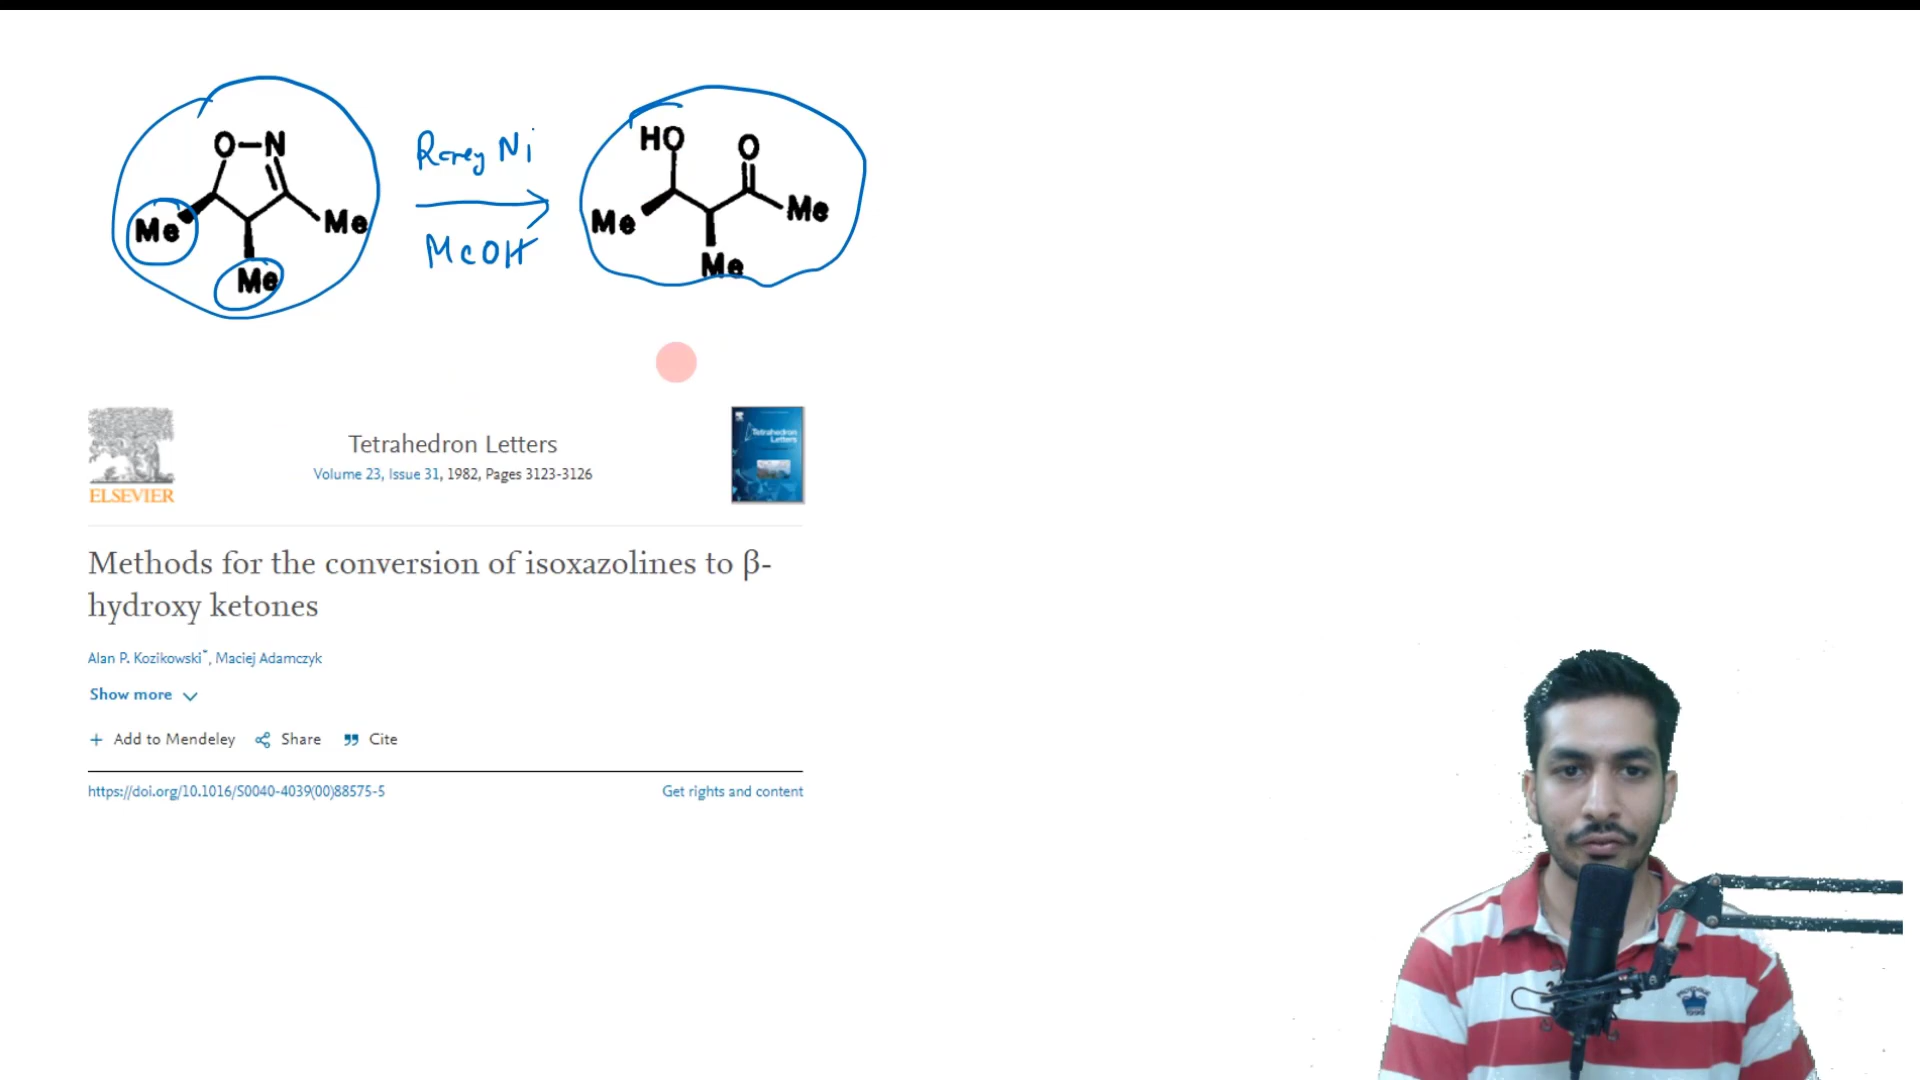 O–N
Me
Me
Me
Raney Ni
MeOH
HO
O
Me
Me
Me
ELSEVIER
Tetrahedron Letters
Volume 23, Issue 31, 1982, Pages 3123-3126
Tetrahedron
Letters
Methods for the conversion of isoxazolines to β-
hydroxy ketones
Alan P. Kozikowski*, Maciej Adamczyk
Show more
+ Add to Mendeley Share Cite
https://doi.org/10.1016/S0040-4039(00)88575-5 Get rights and content